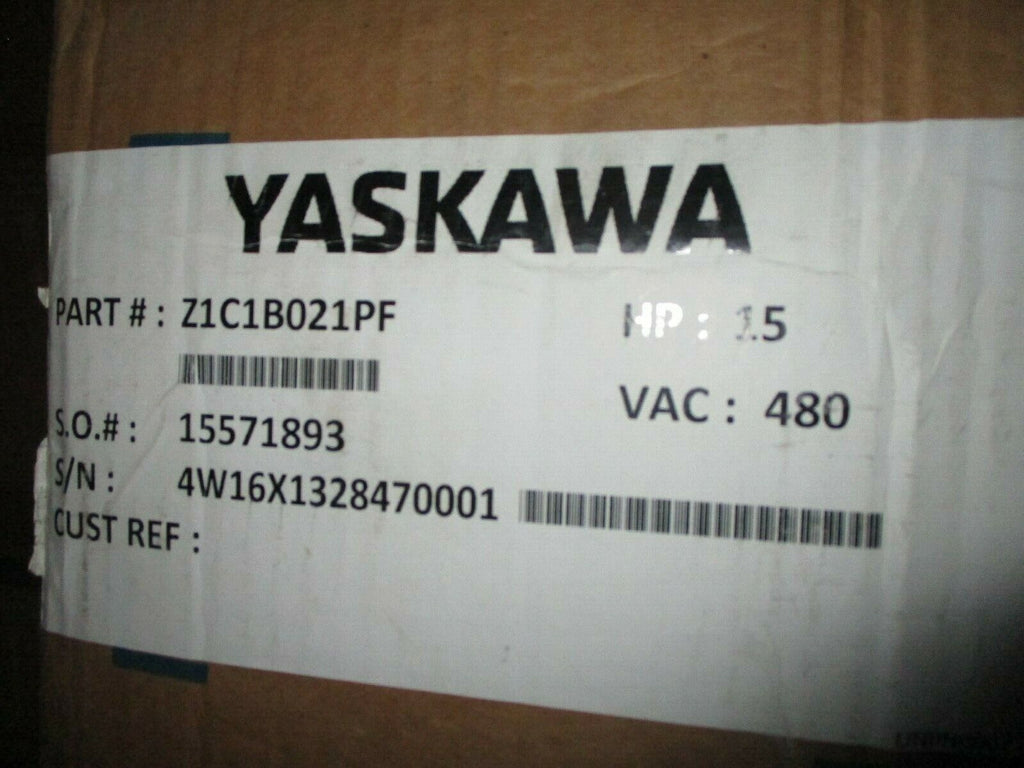 YASKAWA
PART # : Z1C1B021PF
HP : 15
VAC : 480
S.O.# : 15571893
S/N : 4W16X1328470001
CUST REF :